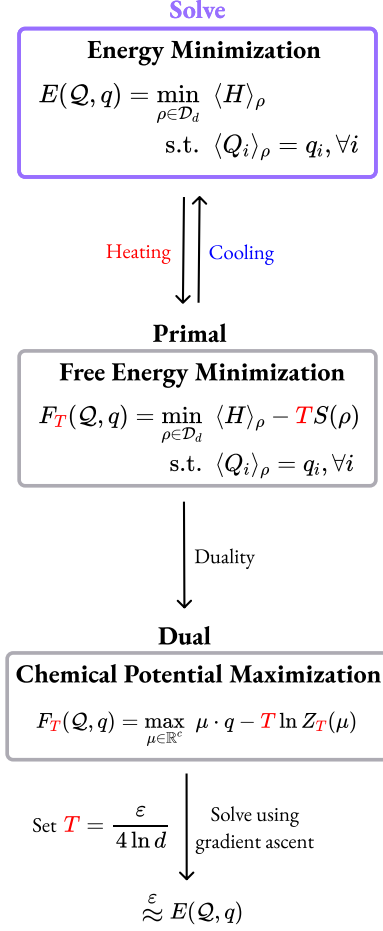 Solve
Energy Minimization
E(𝒬, q) = min_{ρ∈𝒟_d} ⟨H⟩_ρ
s.t. ⟨Q_i⟩_ρ = q_i, ∀i
Heating
Cooling
Primal
Free Energy Minimization
F_T(𝒬, q) = min_{ρ∈𝒟_d} ⟨H⟩_ρ − TS(ρ)
s.t. ⟨Q_i⟩_ρ = q_i, ∀i
Duality
Dual
Chemical Potential Maximization
F_T(𝒬, q) = max_{μ∈ℝ^c} μ · q − T ln Z_T(μ)
Set T = ε / (4 ln d)
Solve using
gradient ascent
≈^ε E(𝒬, q)